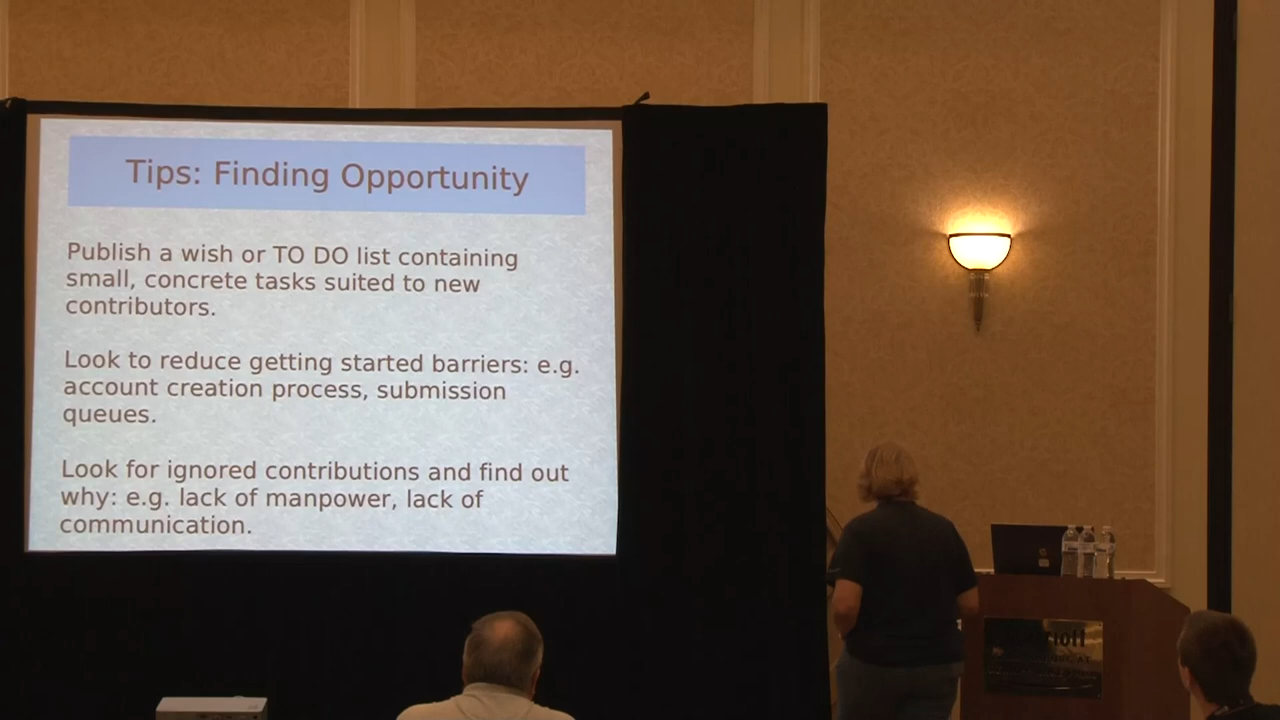 Tips: Finding Opportunity
Publish a wish or TO DO list containing
small, concrete tasks suited to new
contributors.
Look to reduce getting started barriers: e.g.
account creation process, submission
queues.
Look for ignored contributions and find out
why: e.g. lack of manpower, lack of
communication.